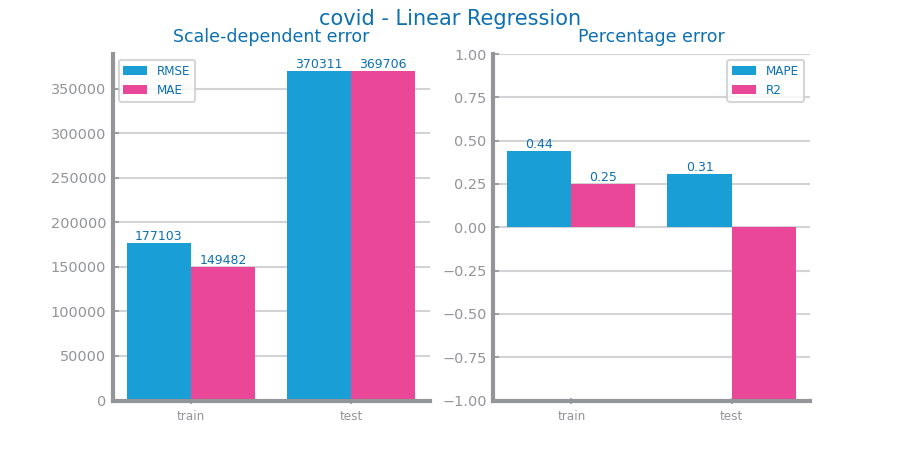 covid - Linear Regression
Scale-dependent error
RMSE
MAE
350000
300000
250000
200000
150000
100000
50000
0
177103
149482
370311
369706
train
test
Percentage error
MAPE
R2
1.00
0.75
0.50
0.25
0.00
−0.25
−0.50
−0.75
−1.00
0.44
0.25
0.31
train
test